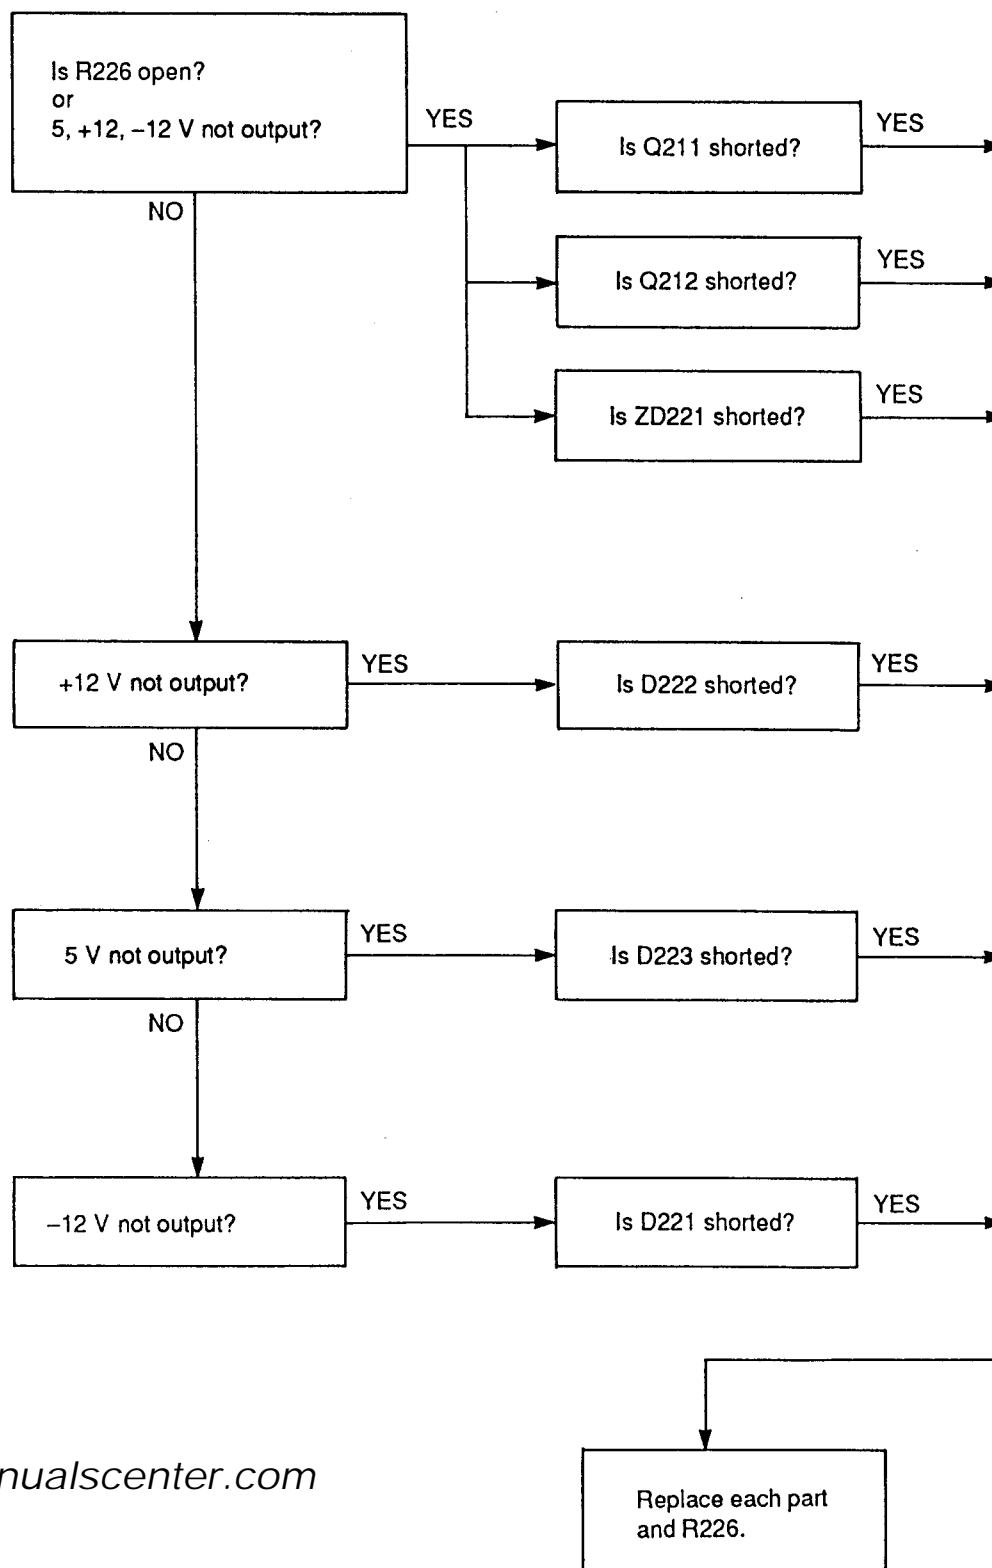 Is R226 open?
or
5, +12, –12 V not output?
YES
Is Q211 shorted?
YES
NO
Is Q212 shorted?
YES
Is ZD221 shorted?
YES
+12 V not output?
YES
Is D222 shorted?
YES
NO
5 V not output?
YES
Is D223 shorted?
YES
NO
–12 V not output?
YES
Is D221 shorted?
YES
nualscenter.com
Replace each part
and R226.